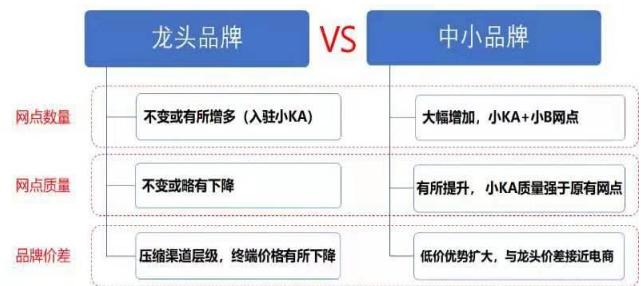 龙头品牌
VS
中小品牌
网点数量
不变或有所增多（入驻小KA）
大幅增加，小KA+小B网点
网点质量
不变或略有下降
有所提升，小KA质量强于原有网点
品牌价差
压缩渠道层级，终端价格有所下降
低价优势扩大，与龙头价差接近电商